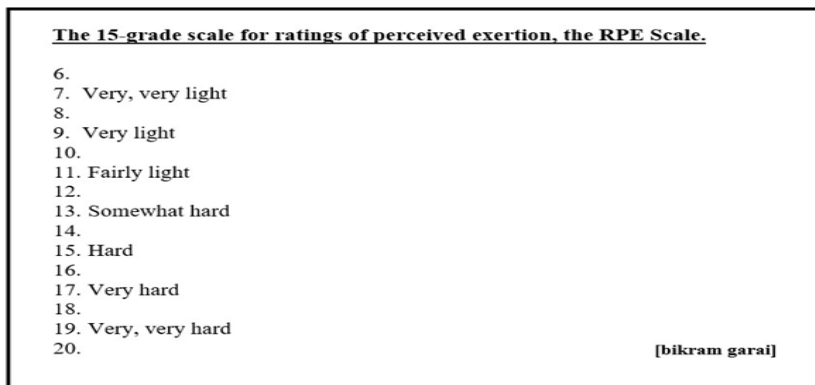 The 15-grade scale for ratings of perceived exertion, the RPE Scale.
6.
7. Very, very light
8.
9. Very light
10.
11. Fairly light
12.
13. Somewhat hard
14.
15. Hard
16.
17. Very hard
18.
19. Very, very hard
20.
[bikram garai]